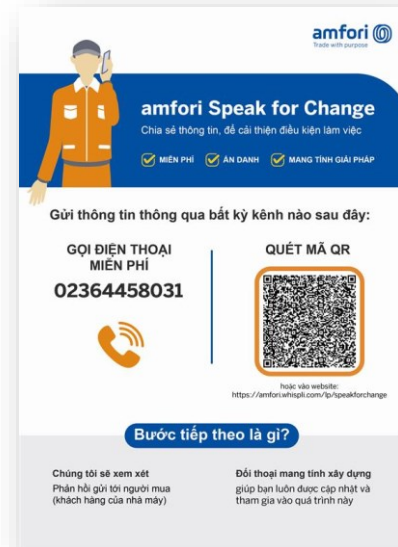 amfori
Trade with purpose
amfori Speak for Change
Chia sẻ thông tin, để cải thiện điều kiện làm việc
MIỄN PHÍ
ẨN DANH
MANG TÍNH GIẢI PHÁP
Gửi thông tin thông qua bất kỳ kênh nào sau đây:
GỌI ĐIỆN THOẠI
MIỄN PHÍ
02364458031
QUÉT MÃ QR
hoặc vào website:
https://amfori.whispli.com/lp/speakforchange
Bước tiếp theo là gì?
Chúng tôi sẽ xem xét
Phản hồi gửi tới người mua
(khách hàng của nhà máy)
Đối thoại mang tính xây dựng
giúp bạn luôn được cập nhật và
tham gia vào quá trình này